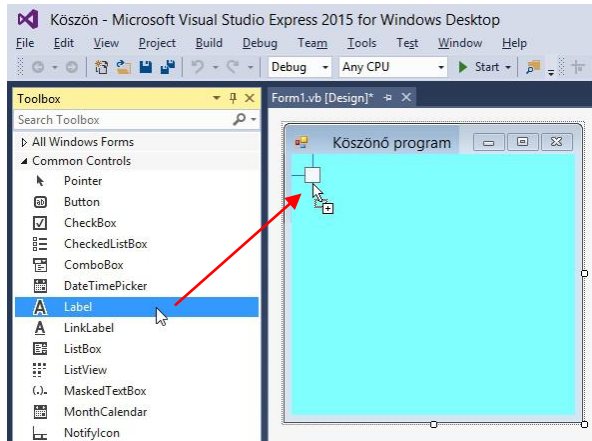 Köszön - Microsoft Visual Studio Express 2015 for Windows Desktop
File Edit View Project Build Debug Team Tools Test Window Help
Debug Any CPU Start
Toolbox
Search Toolbox
All Windows Forms
Common Controls
Pointer
Button
CheckBox
CheckedListBox
ComboBox
DateTimePicker
Label
LinkLabel
ListBox
ListView
MaskedTextBox
MonthCalendar
NotifyIcon
Form1.vb [Design]*
Köszönő program